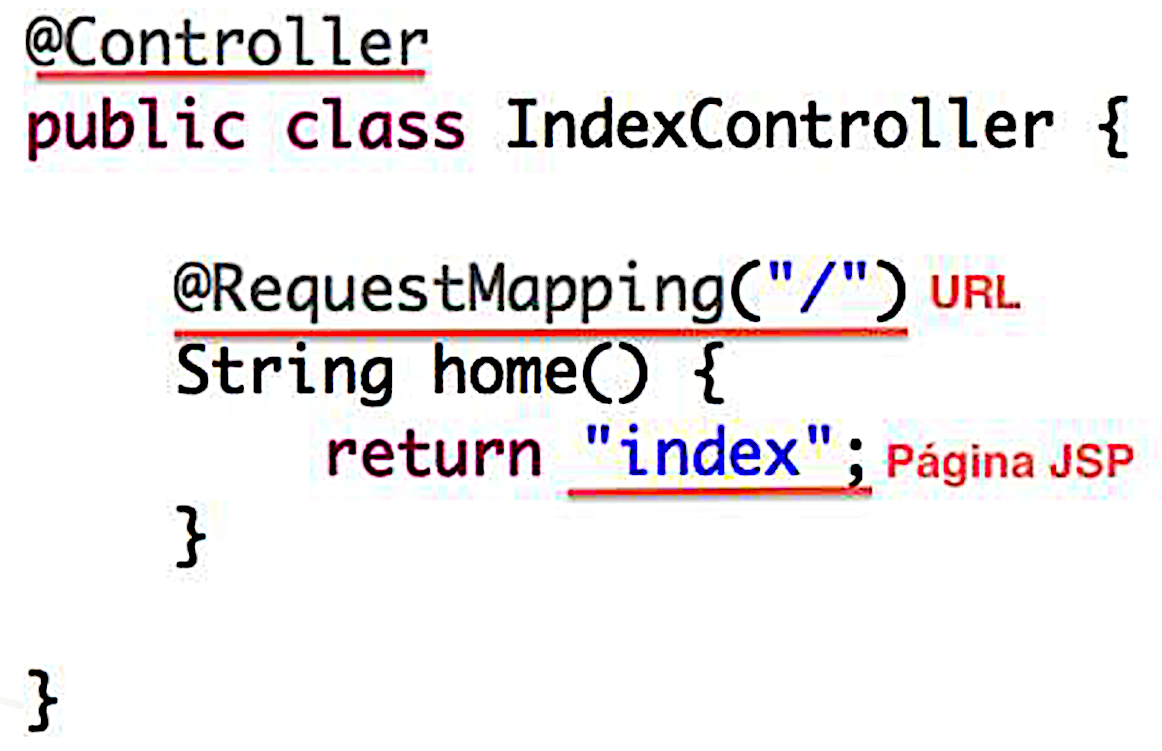 @Controller
public class IndexController {
@RequestMapping("/") URL
String home() {
return "index"; Página JSP
}
}